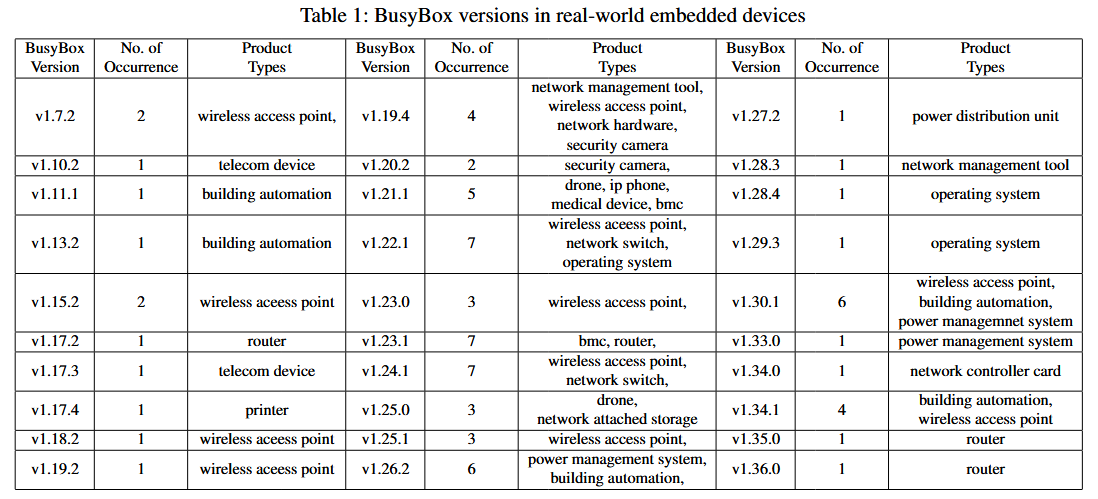 Table 1: BusyBox versions in real-world embedded devices
BusyBox Version No. of Occurrence Product Types BusyBox Version No. of Occurrence Product Types BusyBox Version No. of Occurrence Product Types
v1.7.2 2 wireless access point, v1.19.4 4 network management tool, wireless access point, network hardware, security camera v1.27.2 1 power distribution unit
v1.10.2 1 telecom device v1.20.2 2 security camera, v1.28.3 1 network management tool
v1.11.1 1 building automation v1.21.1 5 drone, ip phone, medical device, bmc v1.28.4 1 operating system
v1.13.2 1 building automation v1.22.1 7 wireless aceess point, network switch, operating system v1.29.3 1 operating system
v1.15.2 2 wireless aceess point v1.23.0 3 wireless access point, v1.30.1 6 wireless access point, building automation, power managemnet system
v1.17.2 1 router v1.23.1 7 bmc, router, v1.33.0 1 power management system
v1.17.3 1 telecom device v1.24.1 7 wireless access point, network switch, v1.34.0 1 network controller card
v1.17.4 1 printer v1.25.0 3 drone, network attached storage v1.34.1 4 building automation, wireless access point
v1.18.2 1 wireless aceess point v1.25.1 3 wireless access point, v1.35.0 1 router
v1.19.2 1 wireless aceess point v1.26.2 6 power management system, building automation, v1.36.0 1 router